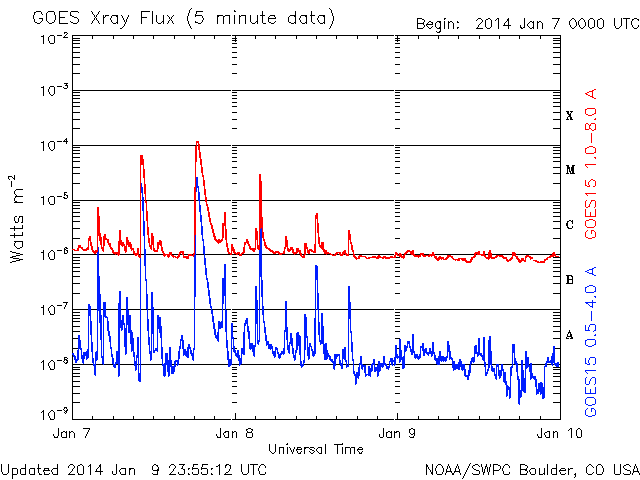 GOES Xray Flux (5 minute data)
Begin: 2014 Jan 7 0000 UTC
10⁻²
10⁻³
10⁻⁴
10⁻⁵
10⁻⁶
10⁻⁷
10⁻⁸
10⁻⁹
Watts m⁻²
X
M
C
B
A
GOES15 1.0–8.0 A
GOES15 0.5–4.0 A
Jan 7
Jan 8
Jan 9
Jan 10
Universal Time
Updated 2014 Jan 9 23:55:12 UTC
NOAA/SWPC Boulder, CO USA